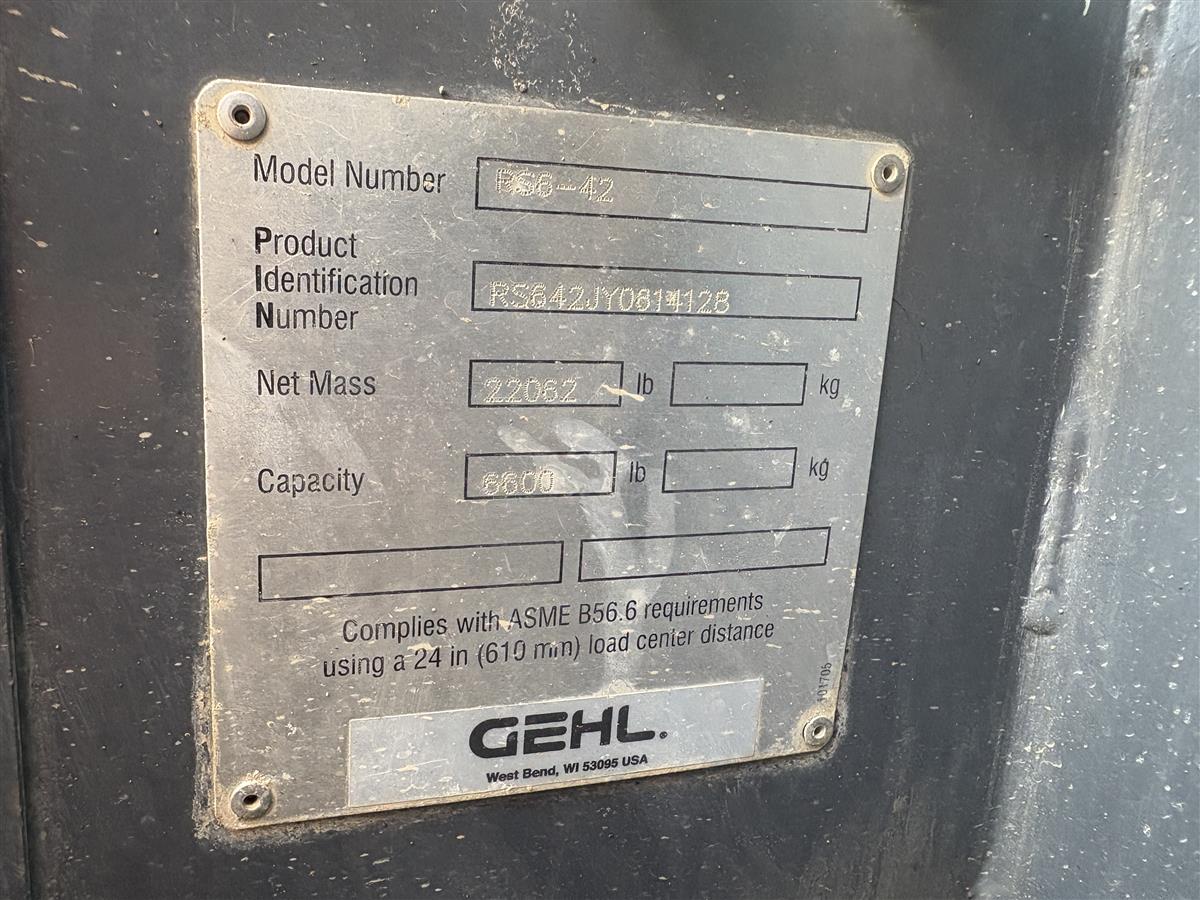 Model Number RS6-42
Product
Identification RS642JY0814128
Number
Net Mass 22062 lb kg
Capacity 6600 lb kg
Complies with ASME B56.6 requirements
using a 24 in (610 mm) load center distance
101705
GEHL®
West Bend, WI 53095 USA